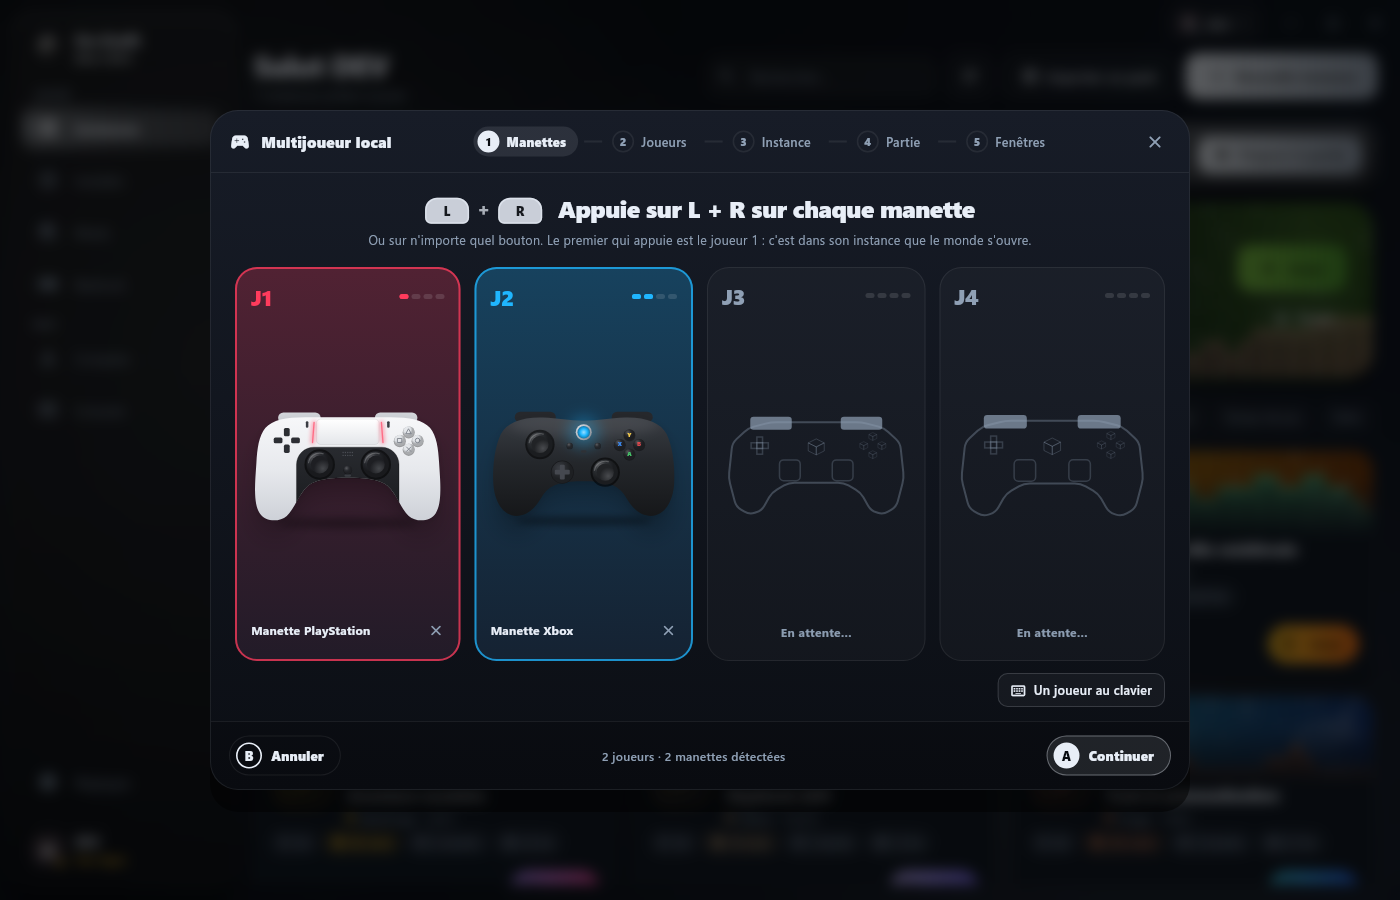 Multijoueur local
1 Manettes
2 Joueurs
3 Instance
4 Partie
5 Fenêtres
L + R Appuie sur L + R sur chaque manette
Ou sur n'importe quel bouton. Le premier qui appuie est le joueur 1 : c'est dans son instance que le monde s'ouvre.
J1
J2
J3
J4
Y
X B
A
Manette PlayStation
Manette Xbox
En attente...
En attente...
Un joueur au clavier
B Annuler
2 joueurs · 2 manettes détectées
A Continuer